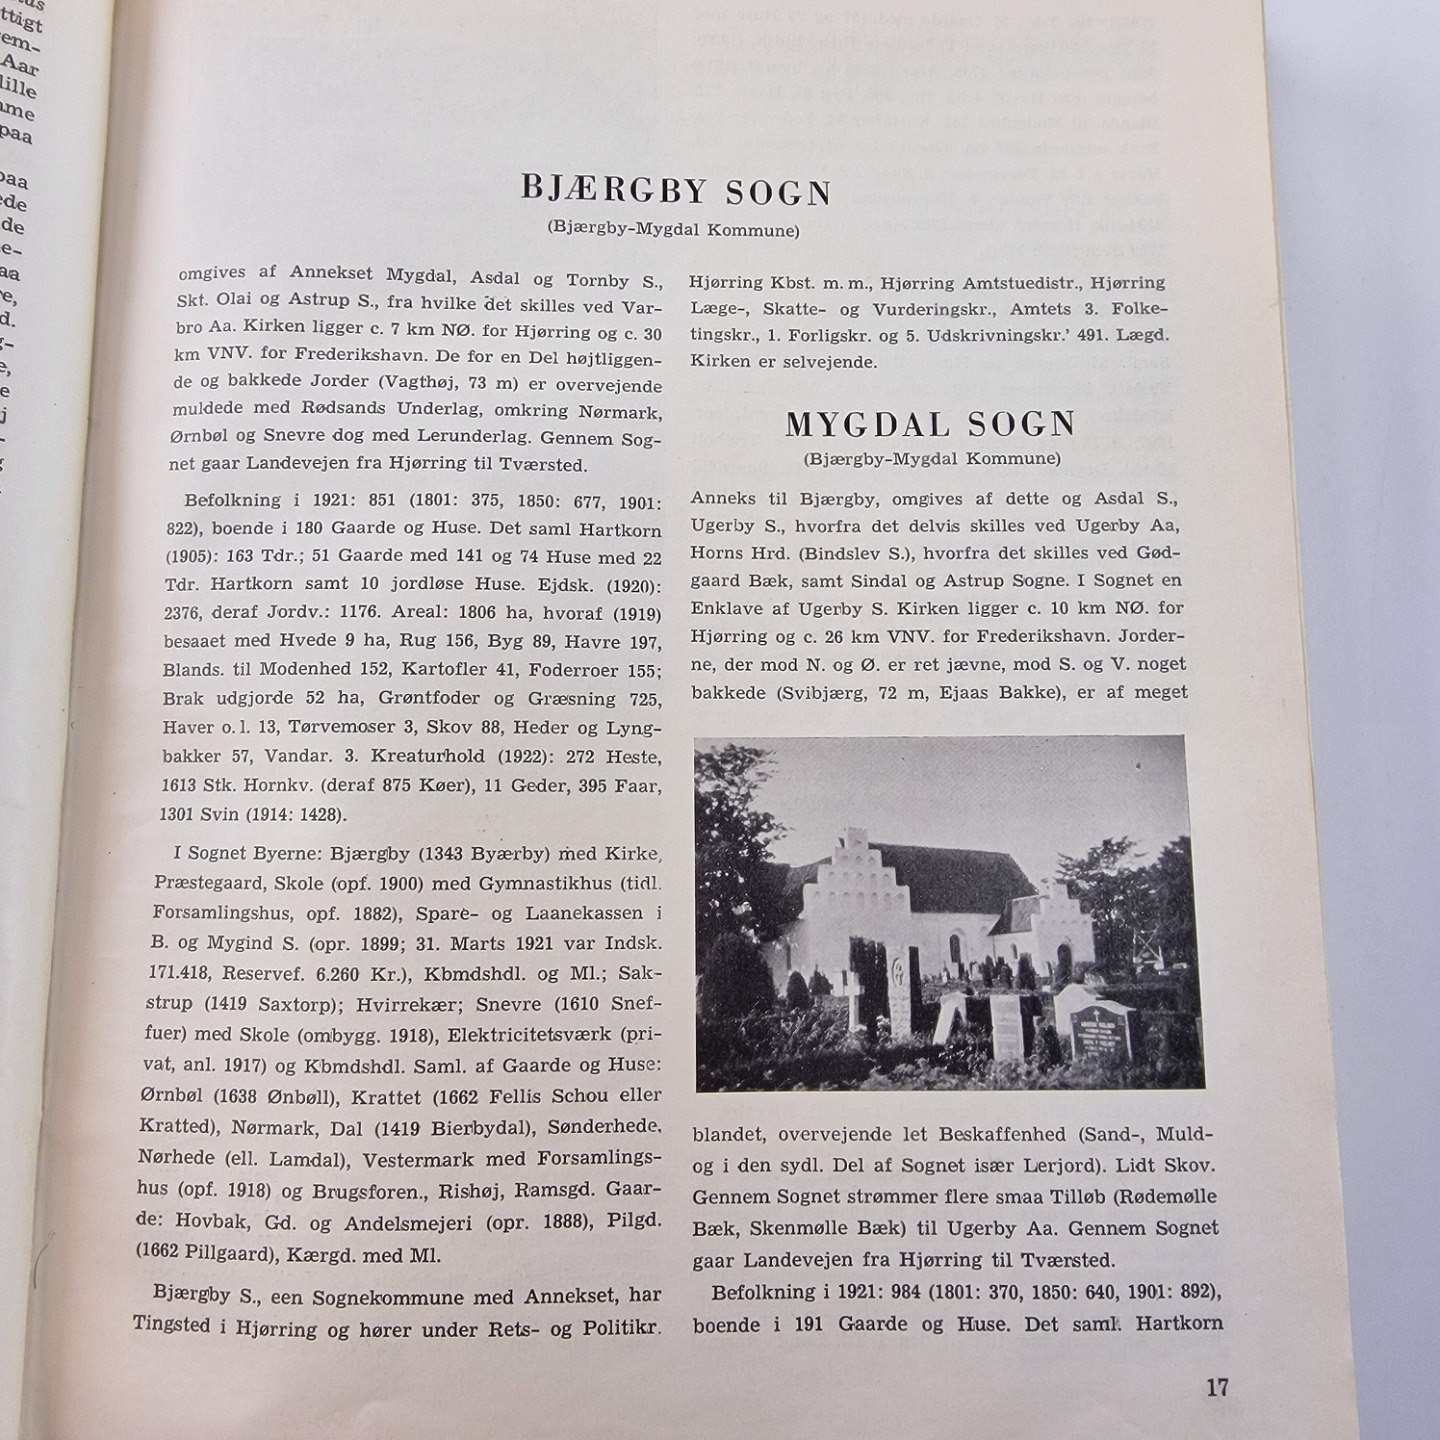 ttigt
em-
Aar
lille
paa
paa
de
e-
aa
d.
BJÆRGBY SOGN
(Bjærgby-Mygdal Kommune)
omgives af Annekset Mygdal, Asdal og Tornby S.,
Skt. Olai og Astrup S., fra hvilke det skilles ved Var-
bro Aa. Kirken ligger c. 7 km NØ. for Hjørring og c. 30
km VNV. for Frederikshavn. De for en Del højtliggen-
de og bakkede Jorder (Vagthøj, 73 m) er overvejende
muldede med Rødsands Underlag, omkring Nørmark,
Ørnbøl og Snevre dog med Lerunderlag. Gennem Sog-
net gaar Landevejen fra Hjørring til Tværsted.
Befolkning i 1921: 851 (1801: 375, 1850: 677, 1901:
822), boende i 180 Gaarde og Huse. Det saml Hartkorn
(1905): 163 Tdr.; 51 Gaarde med 141 og 74 Huse med 22
Tdr. Hartkorn samt 10 jordløse Huse. Ejdsk. (1920):
2376, deraf Jordv.: 1176. Areal: 1806 ha, hvoraf (1919)
besaaet med Hvede 9 ha, Rug 156, Byg 89, Havre 197,
Blands. til Modenhed 152, Kartofler 41, Foderroer 155;
Brak udgjorde 52 ha, Grøntfoder og Græsning 725,
Haver o. l. 13, Tørvemoser 3, Skov 88, Heder og Lyng-
bakker 57, Vandar. 3. Kreaturhold (1922): 272 Heste,
1613 Stk. Hornkv. (deraf 875 Køer), 11 Geder, 395 Faar,
1301 Svin (1914: 1428).
I Sognet Byerne: Bjærgby (1343 Byærby) med Kirke,
Præstegaard, Skole (opf. 1900) med Gymnastikhus (tidl.
Forsamlingshus, opf. 1882), Spare- og Laanekassen i
B. og Mygind S. (opr. 1899; 31. Marts 1921 var Indsk.
171.418, Reservef. 6.260 Kr.), Kbmdshdl. og Ml.; Sak-
strup (1419 Saxtorp); Hvirrekær; Snevre (1610 Snef-
fuer) med Skole (ombygg. 1918), Elektricitetsværk (pri-
vat, anl. 1917) og Kbmdshdl. Saml. af Gaarde og Huse:
Ørnbøl (1638 Ønbøll), Krattet (1662 Fellis Schou eller
Kratted), Nørmark, Dal (1419 Bierbydal), Sønderhede,
Nørhede (ell. Lamdal), Vestermark med Forsamlings-
hus (opf. 1918) og Brugsforen., Rishøj, Ramsgd. Gaar-
de: Hovbak, Gd. og Andelsmejeri (opr. 1888), Pilgd.
(1662 Pillgaard), Kærgd. med Ml.
Bjærgby S., een Sognekommune med Annekset, har
Tingsted i Hjørring og hører under Rets- og Politikr.
Hjørring Kbst. m. m., Hjørring Amtstuedistr., Hjørring
Læge-, Skatte- og Vurderingskr., Amtets 3. Folke-
tingskr., 1. Forligskr. og 5. Udskrivningskr.' 491. Lægd.
Kirken er selvejende.
MYGDAL SOGN
(Bjærgby-Mygdal Kommune)
Anneks til Bjærgby, omgives af dette og Asdal S.,
Ugerby S., hvorfra det delvis skilles ved Ugerby Aa,
Horns Hrd. (Bindslev S.), hvorfra det skilles ved Gød-
gaard Bæk, samt Sindal og Astrup Sogne. I Sognet en
Enklave af Ugerby S. Kirken ligger c. 10 km NØ. for
Hjørring og c. 26 km VNV. for Frederikshavn. Jorder-
ne, der mod N. og Ø. er ret jævne, mod S. og V. noget
bakkede (Svibjærg, 72 m, Ejaas Bakke), er af meget
blandet, overvejende let Beskaffenhed (Sand-, Muld-
og i den sydl. Del af Sognet især Lerjord). Lidt Skov.
Gennem Sognet strømmer flere smaa Tilløb (Rødemølle
Bæk, Skenmølle Bæk) til Ugerby Aa. Gennem Sognet
gaar Landevejen fra Hjørring til Tværsted.
Befolkning i 1921: 984 (1801: 370, 1850: 640, 1901: 892),
boende i 191 Gaarde og Huse. Det saml. Hartkorn
17